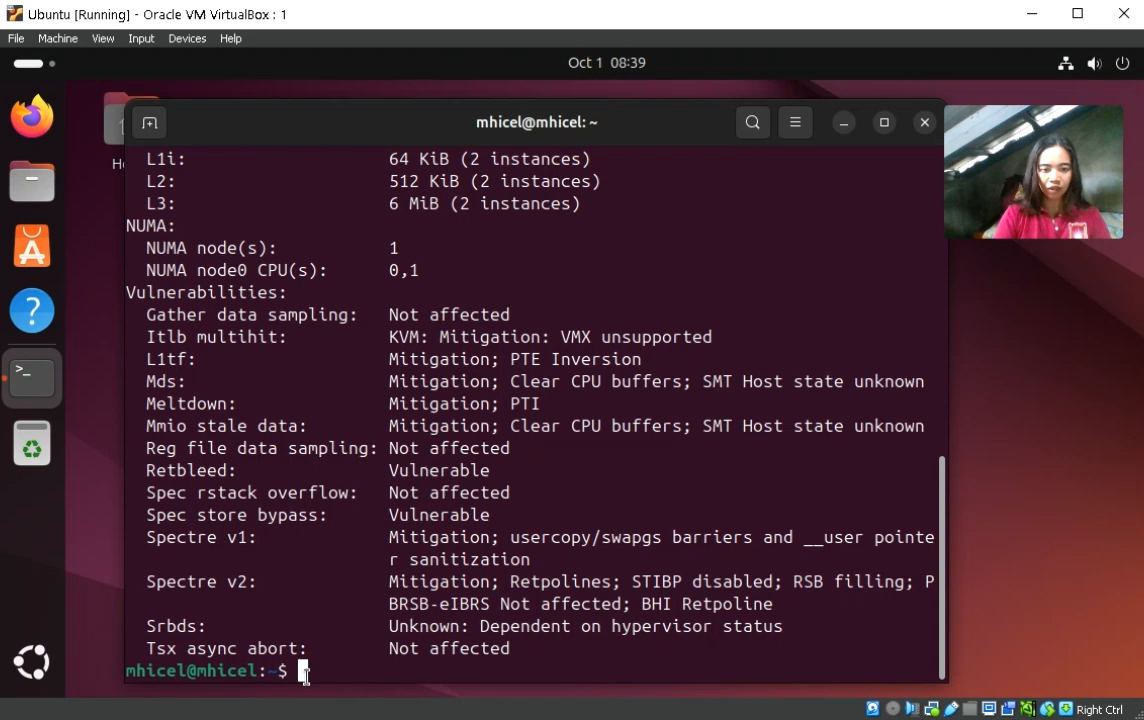 Ubuntu [Running] - Oracle VM VirtualBox : 1
File Machine View Input Devices Help
Oct 1 08:39
mhicel@mhicel: ~
L1i: 64 KiB (2 instances)
L2: 512 KiB (2 instances)
L3: 6 MiB (2 instances)
NUMA:
NUMA node(s): 1
NUMA node0 CPU(s): 0,1
Vulnerabilities:
Gather data sampling: Not affected
Itlb multihit: KVM: Mitigation: VMX unsupported
L1tf: Mitigation; PTE Inversion
Mds: Mitigation; Clear CPU buffers; SMT Host state unknown
Meltdown: Mitigation; PTI
Mmio stale data: Mitigation; Clear CPU buffers; SMT Host state unknown
Reg file data sampling: Not affected
Retbleed: Vulnerable
Spec rstack overflow: Not affected
Spec store bypass: Vulnerable
Spectre v1: Mitigation; usercopy/swapgs barriers and __user pointe
r sanitization
Spectre v2: Mitigation; Retpolines; STIBP disabled; RSB filling; P
BRSB-eIBRS Not affected; BHI Retpoline
Srbds: Unknown: Dependent on hypervisor status
Tsx async abort: Not affected
mhicel@mhicel:~$
Right Ctrl